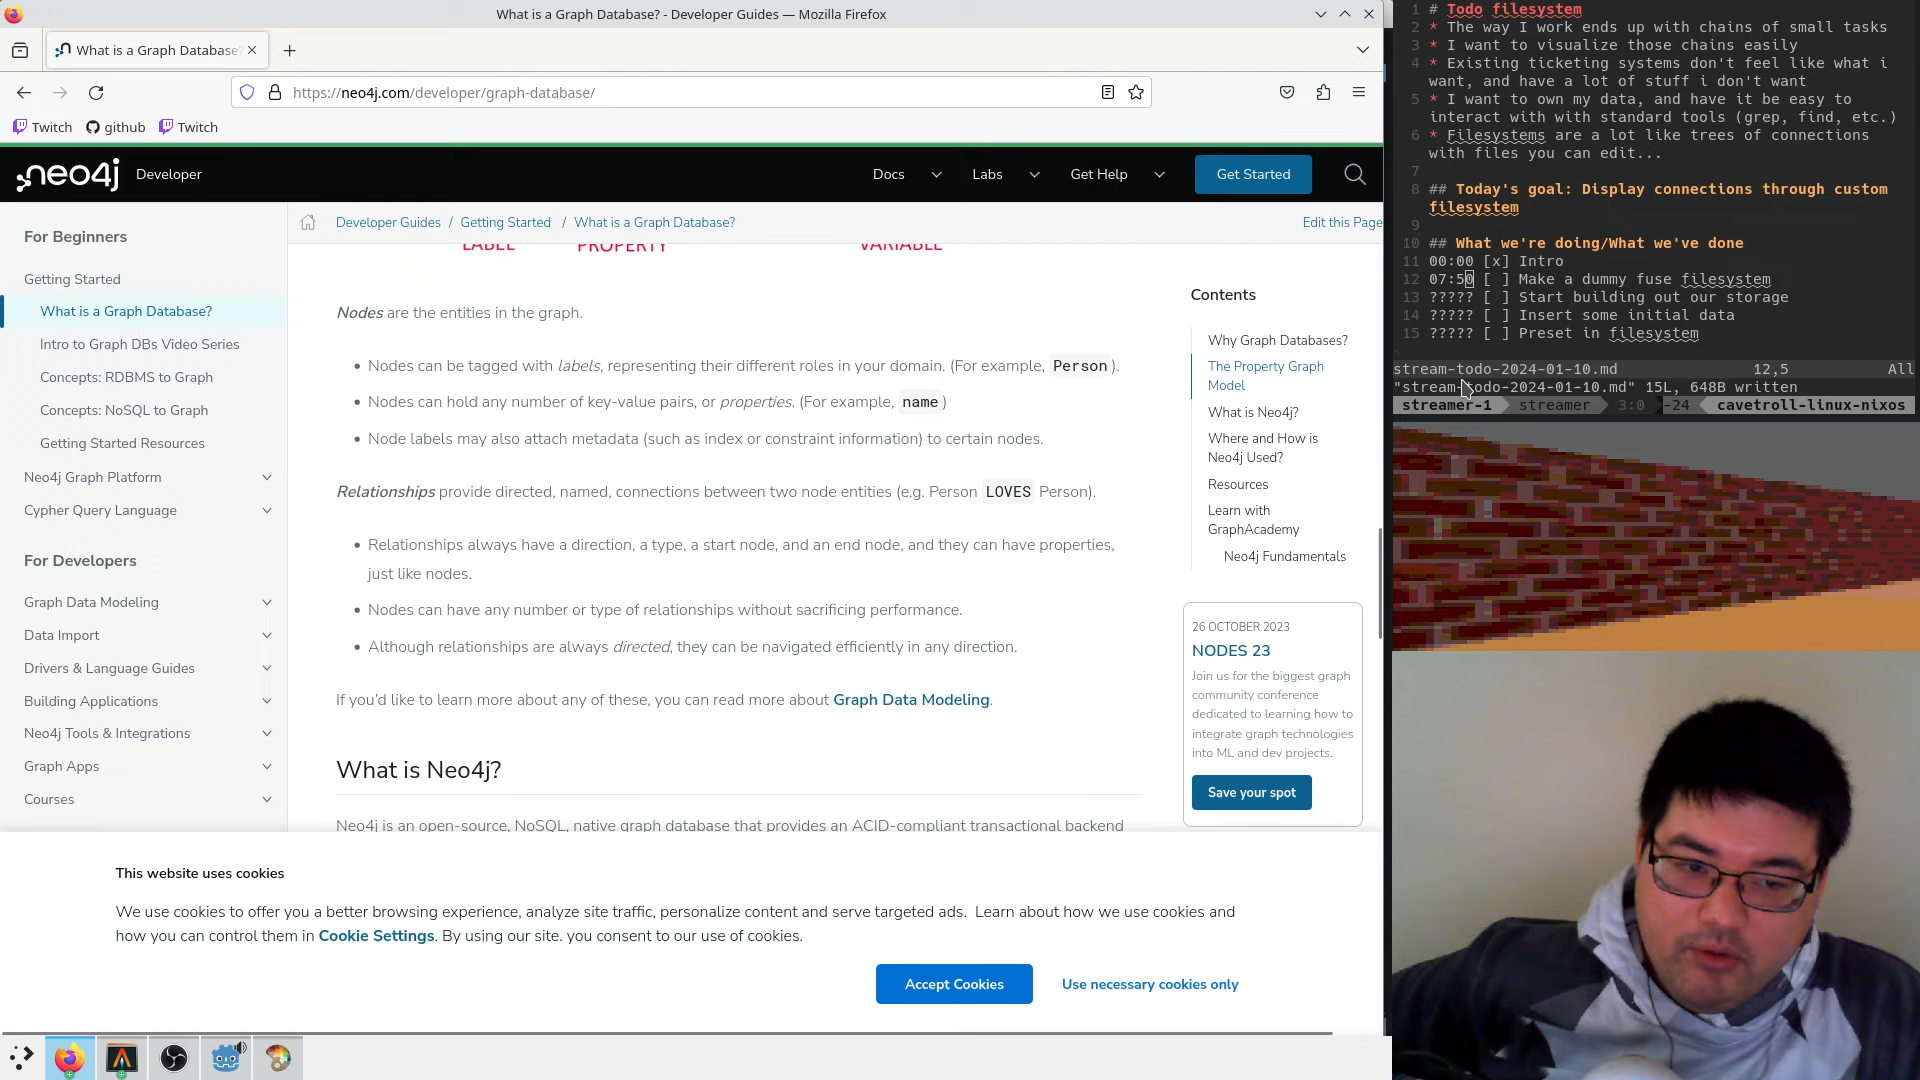 What is a Graph Database? - Developer Guides — Mozilla Firefox
What is a Graph Database?
https://neo4j.com/developer/graph-database/
Twitch
github
Twitch
neo4j
Developer
Docs
Labs
Get Help
Get Started
For Beginners
Getting Started
What is a Graph Database?
Intro to Graph DBs Video Series
Concepts: RDBMS to Graph
Concepts: NoSQL to Graph
Getting Started Resources
Neo4j Graph Platform
Cypher Query Language
For Developers
Graph Data Modeling
Data Import
Drivers & Language Guides
Building Applications
Neo4j Tools & Integrations
Graph Apps
Courses
Developer Guides / Getting Started / What is a Graph Database?
Edit this Page
LABEL PROPERTY VARIABLE
Nodes are the entities in the graph.
• Nodes can be tagged with labels, representing their different roles in your domain. (For example, Person ).
• Nodes can hold any number of key-value pairs, or properties. (For example, name )
• Node labels may also attach metadata (such as index or constraint information) to certain nodes.
Relationships provide directed, named, connections between two node entities (e.g. Person LOVES Person).
• Relationships always have a direction, a type, a start node, and an end node, and they can have properties,
just like nodes.
• Nodes can have any number or type of relationships without sacrificing performance.
• Although relationships are always directed, they can be navigated efficiently in any direction.
If you'd like to learn more about any of these, you can read more about Graph Data Modeling.
What is Neo4j?
Neo4j is an open-source, NoSQL, native graph database that provides an ACID-compliant transactional backend
Contents
Why Graph Databases?
The Property Graph
Model
What is Neo4j?
Where and How is
Neo4j Used?
Resources
Learn with
GraphAcademy
Neo4j Fundamentals
26 OCTOBER 2023
NODES 23
Join us for the biggest graph
community conference
dedicated to learning how to
integrate graph technologies
into ML and dev projects.
Save your spot
This website uses cookies
We use cookies to offer you a better browsing experience, analyze site traffic, personalize content and serve targeted ads. Learn about how we use cookies and
how you can control them in Cookie Settings. By using our site. you consent to our use of cookies.
Accept Cookies
Use necessary cookies only
1 # Todo filesystem
2 * The way I work ends up with chains of small tasks
3 * I want to visualize those chains easily
4 * Existing ticketing systems don't feel like what i
want, and have a lot of stuff i don't want
5 * I want to own my data, and have it be easy to
interact with with standard tools (grep, find, etc.)
6 * Filesystems are a lot like trees of connections
with files you can edit...
7
8 ## Today's goal: Display connections through custom
filesystem
9
10 ## What we're doing/What we've done
11 00:00 [x] Intro
12 07:50 [ ] Make a dummy fuse filesystem
13 ????? [ ] Start building out our storage
14 ????? [ ] Insert some initial data
15 ????? [ ] Preset in filesystem
~
stream-todo-2024-01-10.md 12,5 All
"stream-todo-2024-01-10.md" 15L, 648B written
streamer-1 streamer 3:0 -24 cavetroll-linux-nixos